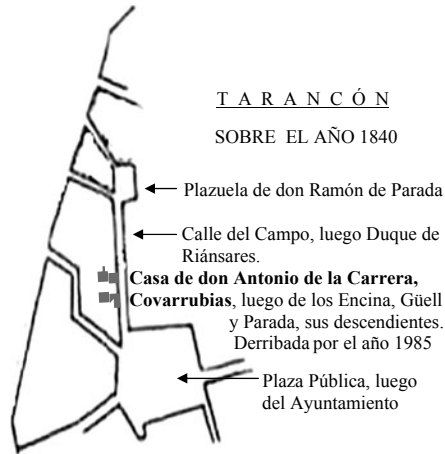 T A R A N C Ó N
SOBRE EL AÑO 1840
Plazuela de don Ramón de Parada
Calle del Campo, luego Duque de
Riánsares.
Casa de don Antonio de la Carrera,
Covarrubias, luego de los Encina, Güell
y Parada, sus descendientes.
Derribada por el año 1985
Plaza Pública, luego
del Ayuntamiento